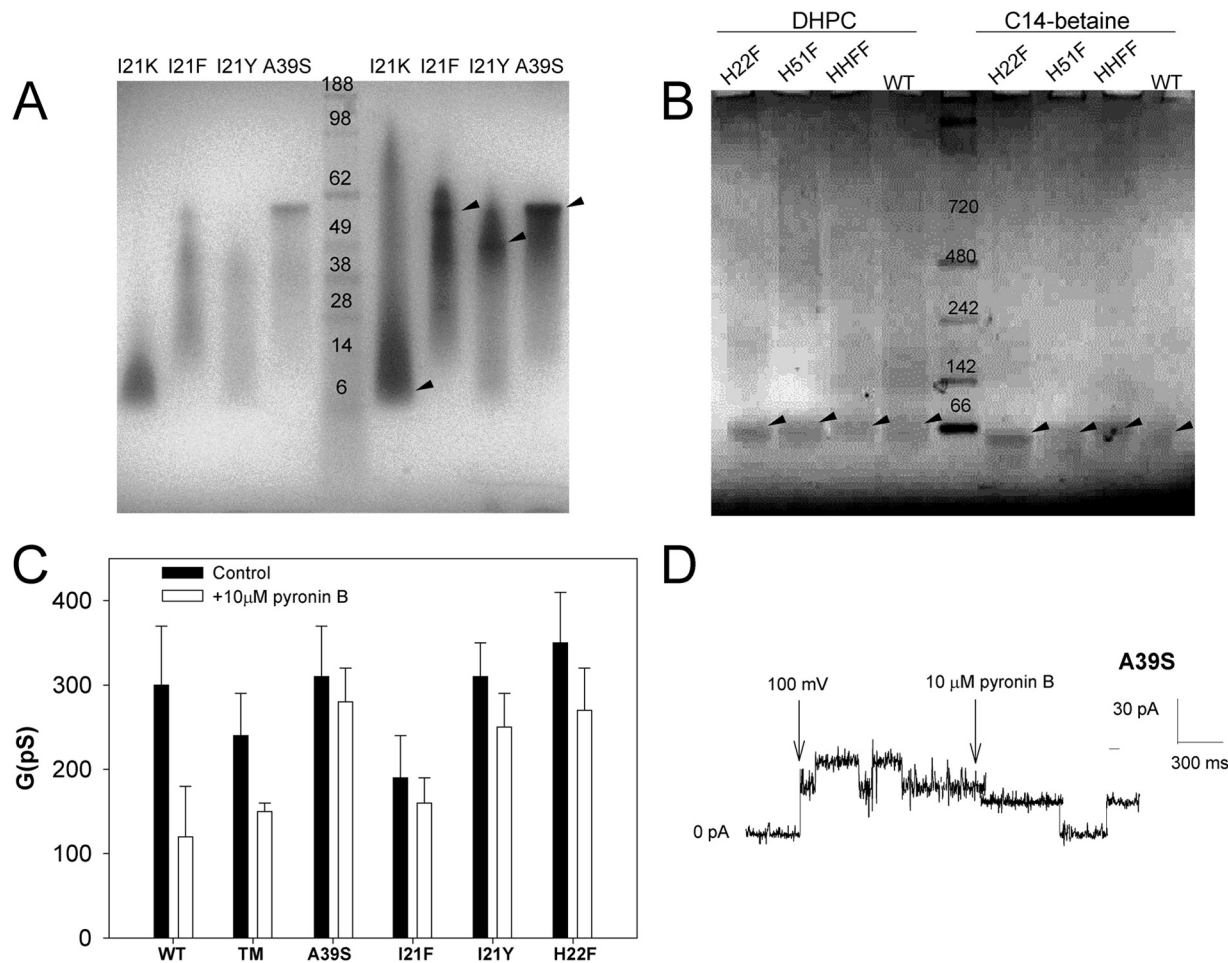 A
I21K I21F I21Y A39S
I21K I21F I21Y A39S
188
98
62
49
38
28
14
6
B
DHPC
C14-betaine
H22F H51F HHFF WT
H22F H51F HHFF WT
720
480
242
142
66
C
Control
+10μM pyronin B
G(pS)
400
300
200
100
0
WT TM A39S I21F I21Y H22F
D
A39S
100 mV
10 μM pyronin B
30 pA
300 ms
0 pA